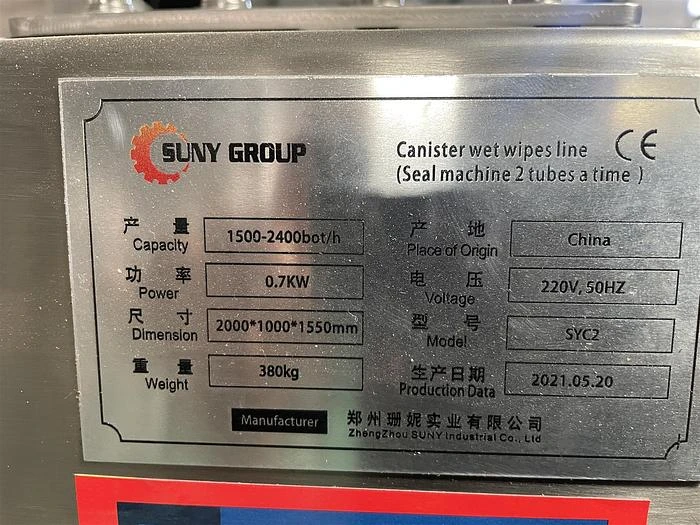 SUNY GROUP
Canister wet wipes line CE
(Seal machine 2 tubes a time )
产 量 1500-2400bot/h
Capacity
产 地 China
Place of Origin
功 率 0.7KW
Power
电 压 220V, 50HZ
Voltage
尺 寸 2000*1000*1550mm
Dimension
型 号 SYC2
Model
重 量 380kg
Weight
生产日期 2021.05.20
Production Data
Manufacturer 郑州珊妮实业有限公司
ZhengZhou SUNY Industrial Co., Ltd